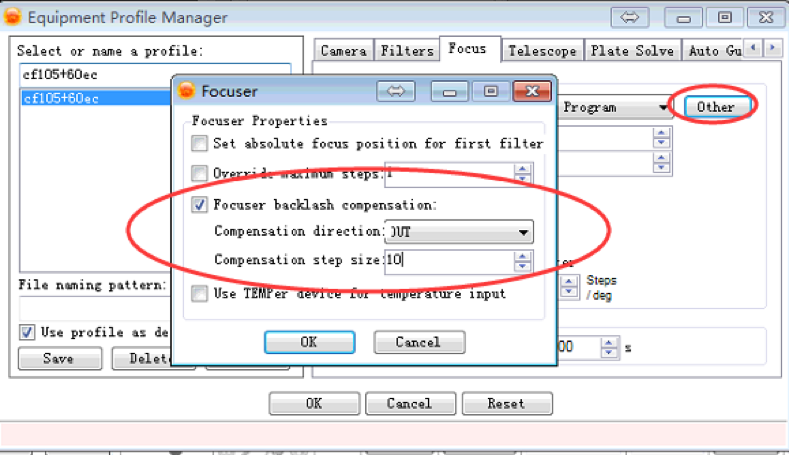 Equipment Profile Manager
Select or name a profile:
cf105+60ec
cf105+60ec
Camera Filters Focus Telescope Plate Solve Auto Gu
Program Other
Focuser
Focuser Properties
Set absolute focus position for first filter
Override maximum steps: 1
Focuser backlash compensation:
Compensation direction: OUT
Compensation step size: 10
Use TEMPer device for temperature input
OK Cancel
Steps
/ deg
File naming pattern:
Use profile as de
00 s
Save Delet
OK Cancel Reset